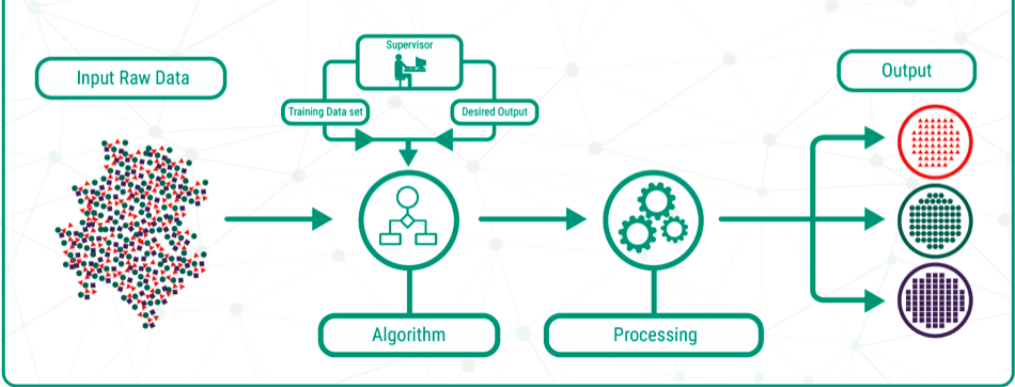 Supervisor
Input Raw Data
Output
Training Data set
Desired Output
Algorithm
Processing